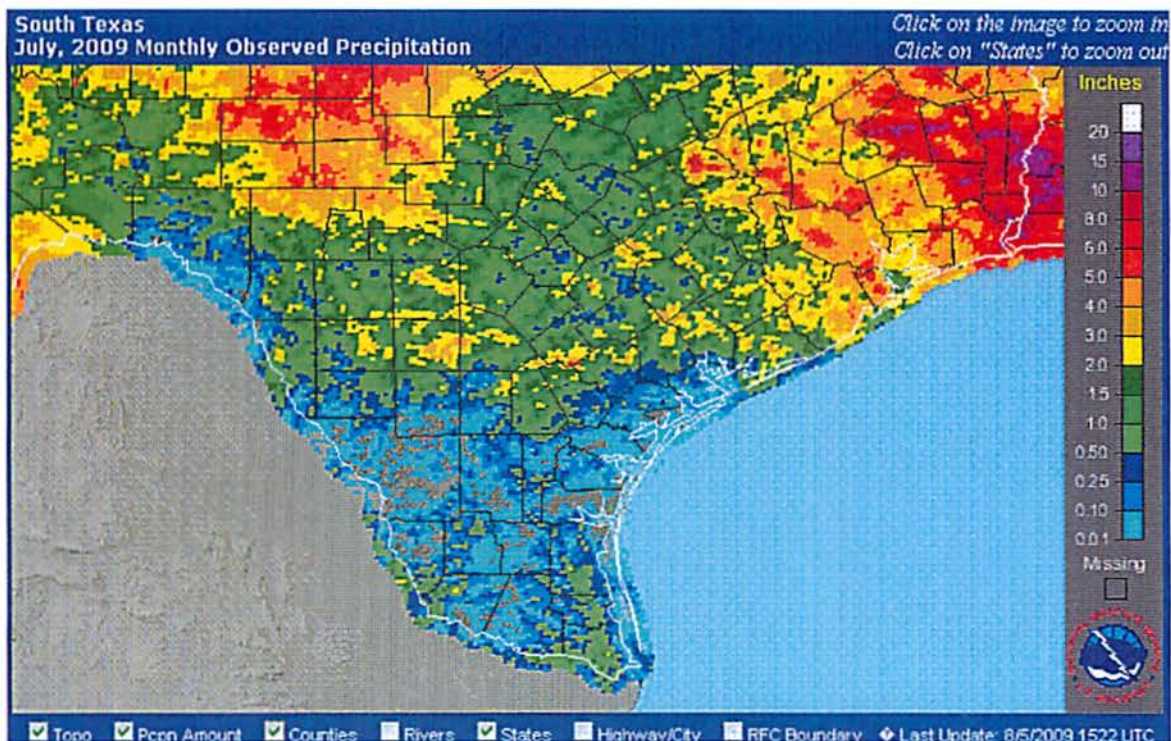 South Texas
July, 2009 Monthly Observed Precipitation
Click on the image to zoom in
Click on "States" to zoom out
Inches
20
15
10
8.0
6.0
5.0
4.0
3.0
2.0
1.5
1.0
0.50
0.25
0.10
0.01
Missing
Topo Pcpn Amount Counties Rivers States Highway/City RFC Boundary Last Update: 8/5/2009 1522 UTC